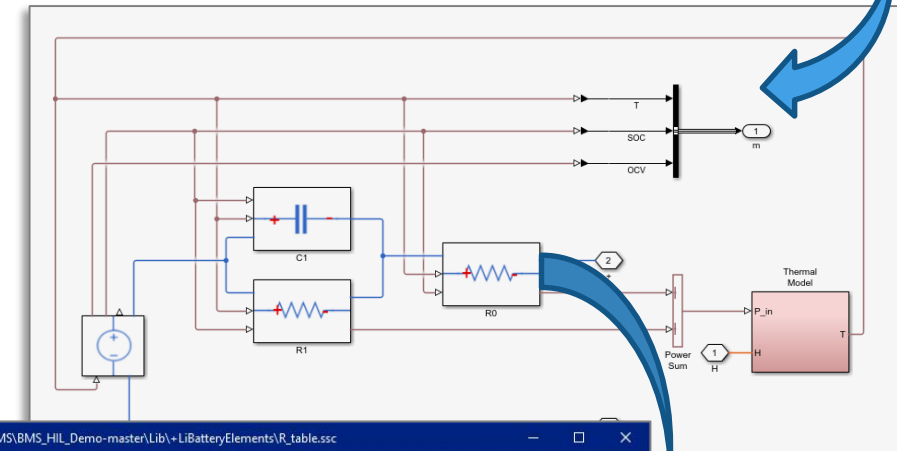 T
SOC
OCV
1
m
C1
R1
R0
2
+
Power
Sum
1
H
Thermal
Model
P_in
H
T
MS\BMS_HIL_Demo-master\Lib\+LiBatteryElements\R_table.ssc